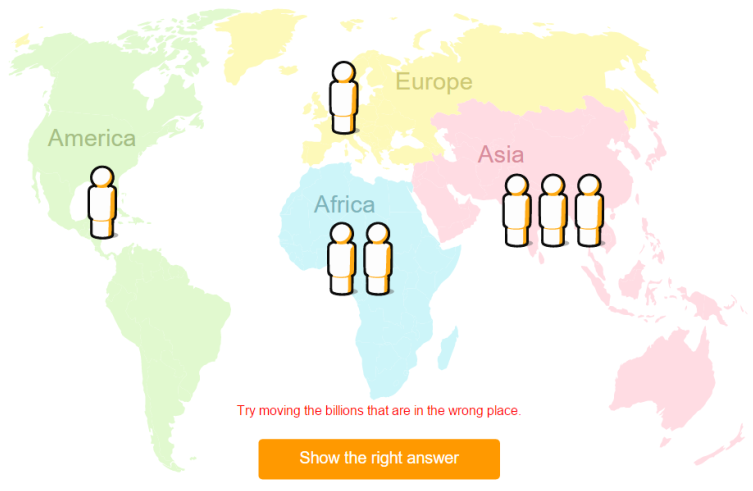 Europe
America
Asia
Africa
Try moving the billions that are in the wrong place.
Show the right answer